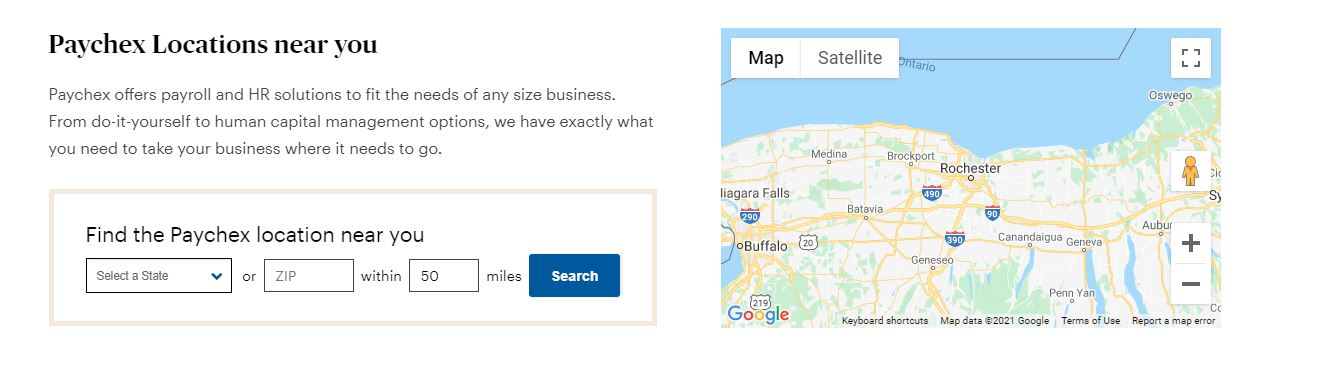 Paychex Locations near you
Paychex offers payroll and HR solutions to fit the needs of any size business.
From do-it-yourself to human capital management options, we have exactly what
you need to take your business where it needs to go.
Find the Paychex location near you
Select a State or ZIP within 50 miles Search
Map Satellite
Ontario
Oswego
Medina
Brockport
Rochester
iagara Falls
490
290
Batavia
90
Sy
Auburn
Buffalo
20
390
Canandaigua
Geneva
Geneseo
Penn Yan
219
Google
Keyboard shortcuts Map data ©2021 Google Terms of Use Report a map error